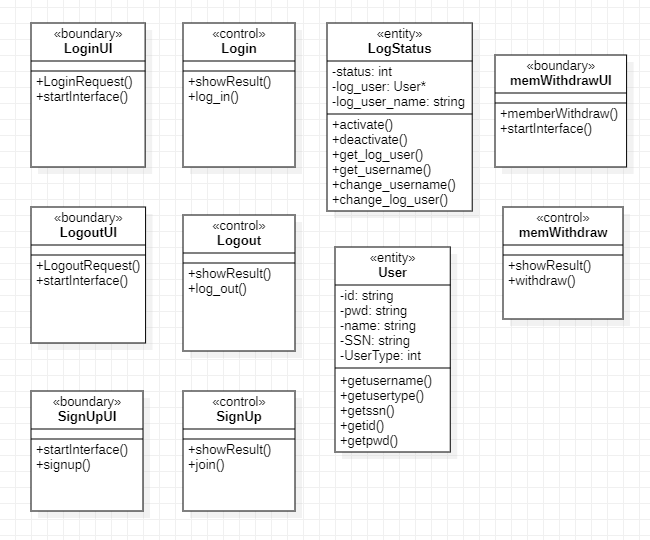 «boundary»
LoginUI
+LoginRequest()
+startInterface()
«control»
Login
+showResult()
+log_in()
«entity»
LogStatus
-status: int
-log_user: User*
-log_user_name: string
+activate()
+deactivate()
+get_log_user()
+get_username()
+change_username()
+change_log_user()
«boundary»
memWithdrawUI
+memberWithdraw()
+startInterface()
«boundary»
LogoutUI
+LogoutRequest()
+startInterface()
«control»
Logout
+showResult()
+log_out()
«entity»
User
-id: string
-pwd: string
-name: string
-SSN: string
-UserType: int
+getusername()
+getusertype()
+getssn()
+getid()
+getpwd()
«control»
memWithdraw
+showResult()
+withdraw()
«boundary»
SignUpUI
+startInterface()
+signup()
«control»
SignUp
+showResult()
+join()